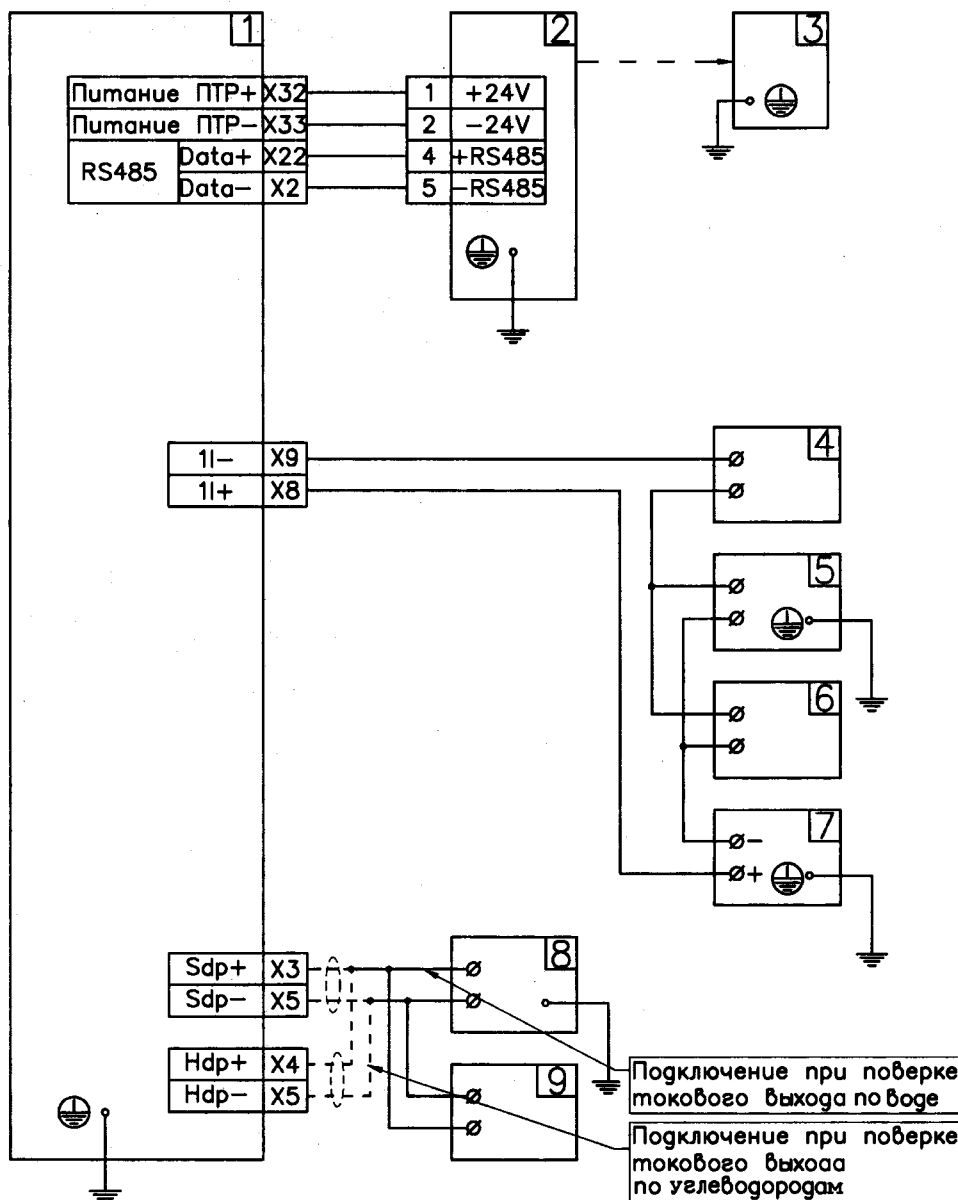 1
2
3
Питание ПТР+ X32
1 +24V
Питание ПТР- X33
2 -24V
RS485
Data+ X22
4 +RS485
Data- X2
5 -RS485
1I- X9
1I+ X8
4
5
6
7
-
+
Sdp+ X3
Sdp- X5
8
Hdp+ X4
Hdp- X5
9
Подключение при поверке
токового выхода по воде
Подключение при поверке
токового выхоаа
по углеводородам